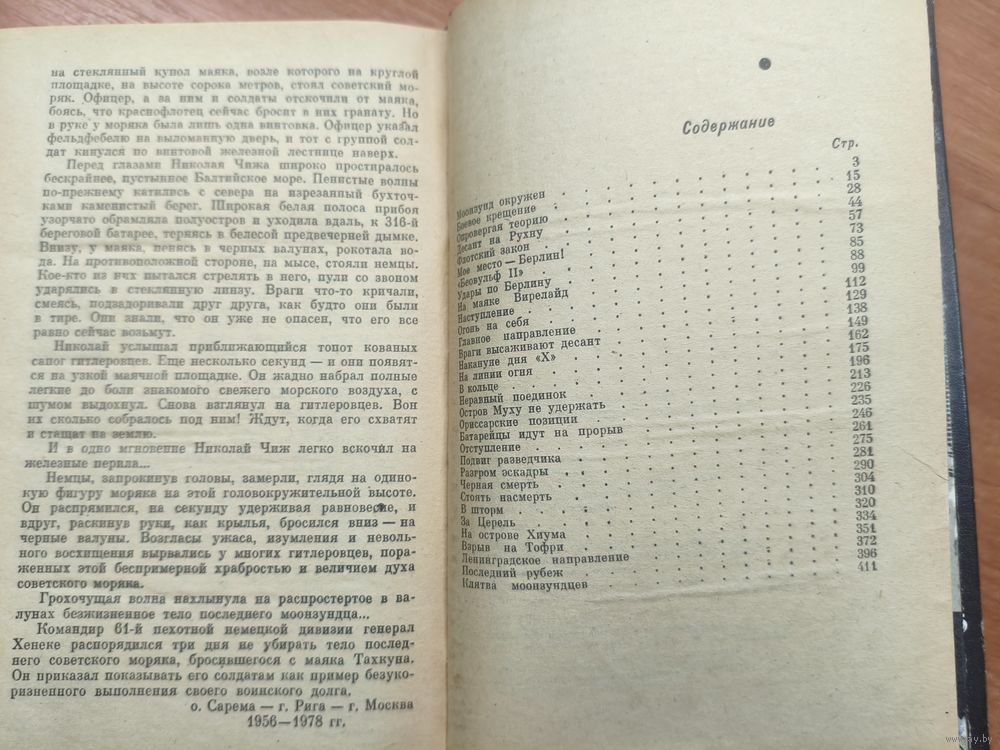 на стеклянный купол маяка, возле которого на круглой
площадке, на высоте сорока метров, стоял советский мо-
ряк. Офицер, а за ним и солдаты отскочили от маяка,
боясь, что краснофлотец сейчас бросит в них гранату. Но
в руке у моряка была лишь одна винтовка. Офицер указал
фельдфебелю на выломанную дверь, и тот с группой сол-
дат кинулся по винтовой железной лестнице наверх.
Перед глазами Николая Чижа широко простиралось
бескрайнее, пустынное Балтийское море. Пенистые волны
по-прежнему катились с севера на изрезанный бухточ-
ками каменистый берег. Широкая белая полоса прибоя
узорчато обрамляла полуостров и уходила вдаль, к 316-й
береговой батарее, теряясь в белесой предвечерней дымке.
Внизу, у маяка, пенясь в черных валунах, рокотала во-
да. На противоположной стороне, на мысе, стояли немцы.
Кое-кто из них пытался стрелять в него, пули со звоном
ударялись в стеклянную линзу. Враги что-то кричали,
смеясь, подзадоривали друг друга, как будто они были
в тире. Они знали, что он уже не опасен, что его все
равно сейчас возьмут.
Николай услышал приближающийся топот кованых
сапог гитлеровцев. Еще несколько секунд — и они появят-
ся на узкой маячной площадке. Он жадно набрал полные
легкие до боли знакомого свежего морского воздуха, с
шумом выдохнул. Снова взглянул на гитлеровцев. Вон
их сколько собралось под ним! Ждут, когда его схватят
и стащат на землю.
И в одно мгновение Николай Чиж легко вскочил на
железные перила...
Немцы, запрокинув головы, замерли, глядя на одино-
кую фигуру моряка на этой головокружительной высоте.
Он распрямился, на секунду удерживая равновесие, и
вдруг, раскинув руки, как крылья, бросился вниз — на
черные валуны. Возгласы ужаса, изумления и неволь-
ного восхищения вырвались у многих гитлеровцев, пора-
женных этой беспримерной храбростью и величием духа
советского моряка.
Грохочущая волна нахлынула на распростертое в ва-
лунах безжизненное тело последнего моонзундца...
Командир 61-й пехотной немецкой дивизии генерал
Хенеке распорядился три дня не убирать тело послед-
него советского моряка, бросившегося с маяка Тахкуна.
Он приказал показывать его солдатам как пример безуко-
ризненного выполнения своего воинского долга.
о. Сарема — г. Рига — г. Москва
1956—1978 гг.
Содержание
Стр.
Моонзунд окружен . . . 3
Боевое крещение . . . 15
Опровергая теорию . . . 28
Десант на Рухну . . . 44
Флотский закон . . . 57
Мое место — Берлин! . . . 73
«Беовульф II» . . . 85
Удары по Берлину . . . 88
На маяке Вирелайд . . . 99
Наступление . . . 112
Огонь на себя . . . 129
Главное направление . . . 138
Враги высаживают десант . . . 149
Накануне дня «X» . . . 162
На линии огня . . . 175
В кольце . . . 196
Неравный поединок . . . 213
Остров Муху не удержать . . . 226
Ориссарские позиции . . . 235
Батарейцы идут на прорыв . . . 246
Отступление . . . 261
Подвиг разведчика . . . 275
Разгром эскадры . . . 281
Черная смерть . . . 290
Стоять насмерть . . . 304
В шторм . . . 310
За Церель . . . 320
На острове Хиума . . . 334
Взрыв на Тофри . . . 351
Ленинградское направление . . . 372
Последний рубеж . . . 396
Клятва моонзундцев . . . 411
www.ay.by